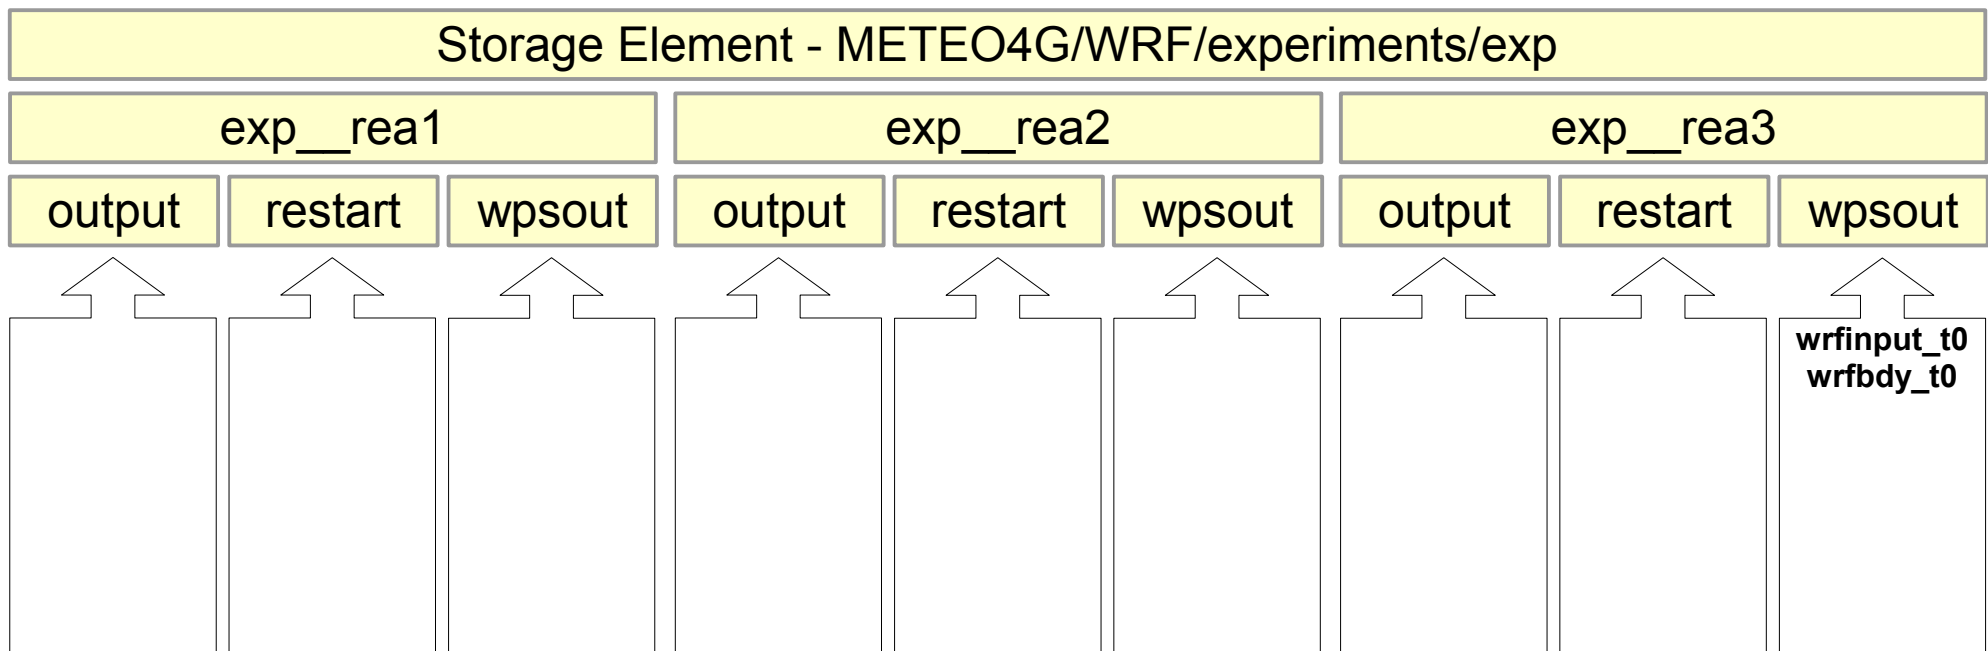 Storage Element - METEO4G/WRF/experiments/exp
exp__rea1 exp__rea2 exp__rea3
output restart wpsout output restart wpsout output restart wpsout
wrfinput_t0
wrfbdy_t0